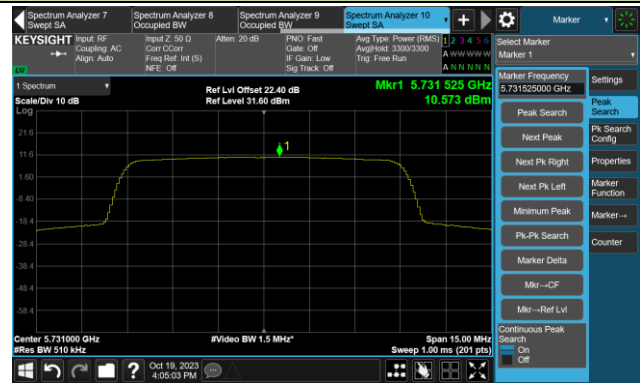 Spectrum Analyzer 7
Swept SA
Spectrum Analyzer 8
Occupied BW
Spectrum Analyzer 9
Occupied BW
Spectrum Analyzer 10
Swept SA
Marker
KEYSIGHT
Input: RF
Coupling: AC
Align: Auto
Input Z: 50 Ω
Corr CCorr
Freq Ref: Int (S)
NFE: Off
Atten: 20 dB
PNO: Fast
Gate: Off
IF Gain: Low
Sig Track: Off
Avg Type: Power (RMS)
Avg|Hold: 3300/3300
Trig: Free Run
1 2 3 4 5 6
A W W W W W
A N N N N N
Select Marker
Marker 1
1 Spectrum
Scale/Div 10 dB
Log
Ref Lvl Offset 22.40 dB
Ref Level 31.60 dBm
Mkr1 5.731 525 GHz
10.573 dBm
21.6
11.6
1.60
-8.40
-18.4
-28.4
-38.4
-48.4
-58.4
1
Center 5.731000 GHz
#Res BW 510 kHz
#Video BW 1.5 MHz*
Span 15.00 MHz
Sweep 1.00 ms (201 pts)
Marker Frequency
5.731525000 GHz
Peak Search
Next Peak
Next Pk Right
Next Pk Left
Minimum Peak
Pk-Pk Search
Marker Delta
Mkr→CF
Mkr→Ref Lvl
Continuous Peak
Search
On
Off
Settings
Peak
Search
Pk Search
Config
Properties
Marker
Function
Marker→
Counter
?
Oct 19, 2023
4:05:03 PM